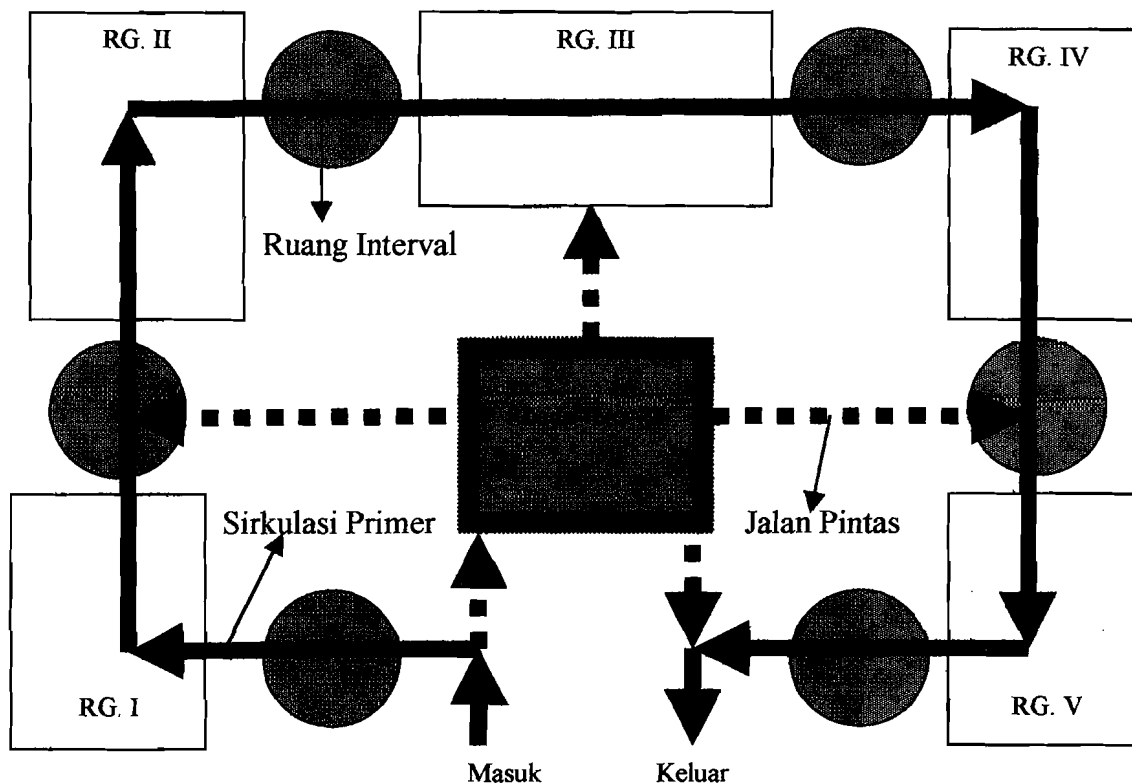 RG. II
RG. III
RG. IV
Ruang Interval
Sirkulasi Primer
Jalan Pintas
RG. I
RG. V
Masuk
Keluar